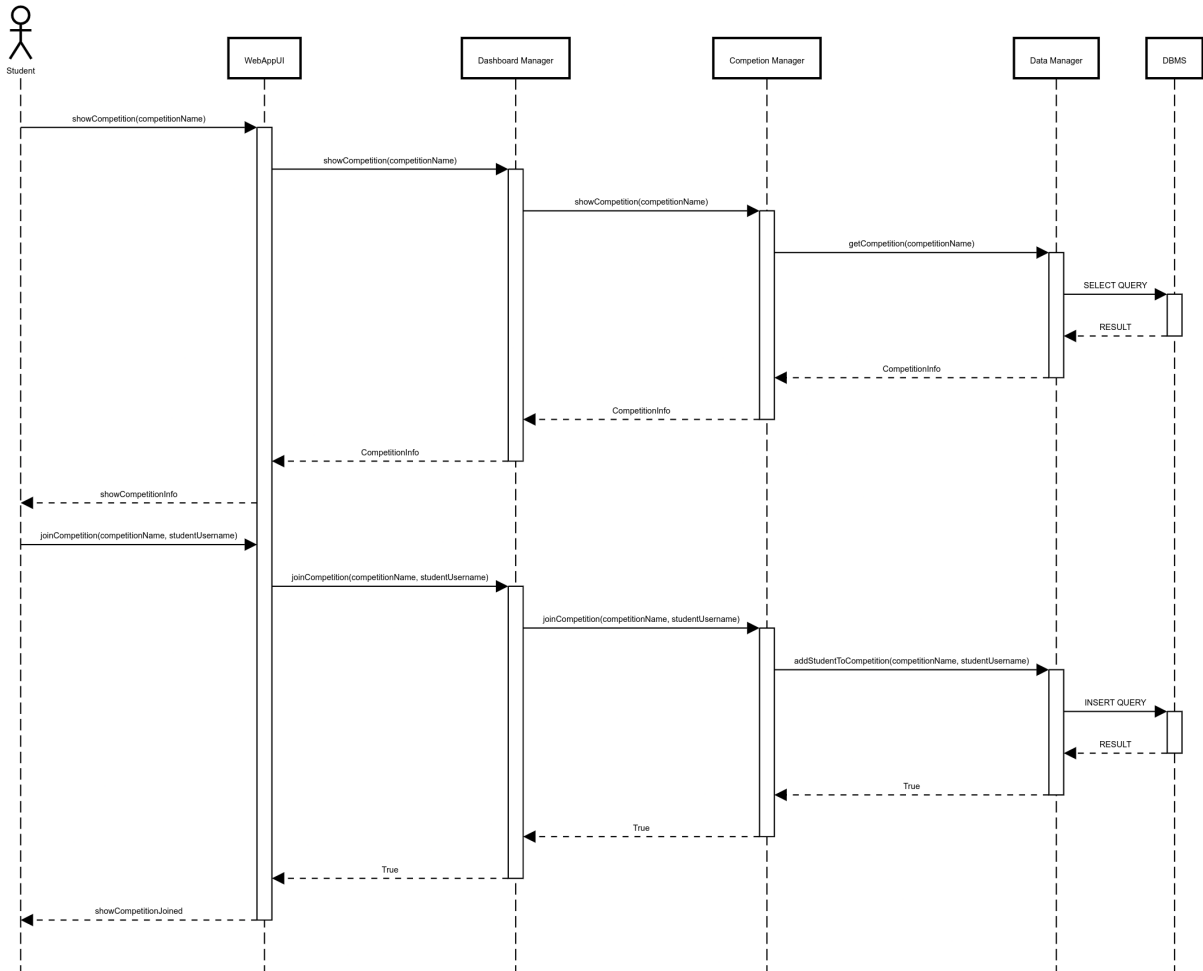 Student
WebAppUI
Dashboard Manager
Competion Manager
Data Manager
DBMS
showCompetition(competitionName)
showCompetition(competitionName)
showCompetition(competitionName)
getCompetition(competitionName)
SELECT QUERY
RESULT
CompetitionInfo
CompetitionInfo
CompetitionInfo
showCompetitionInfo
joinCompetition(competitionName, studentUsername)
joinCompetition(competitionName, studentUsername)
joinCompetition(competitionName, studentUsername)
addStudentToCompetition(competitionName, studentUsername)
INSERT QUERY
RESULT
True
True
True
showCompetitionJoined